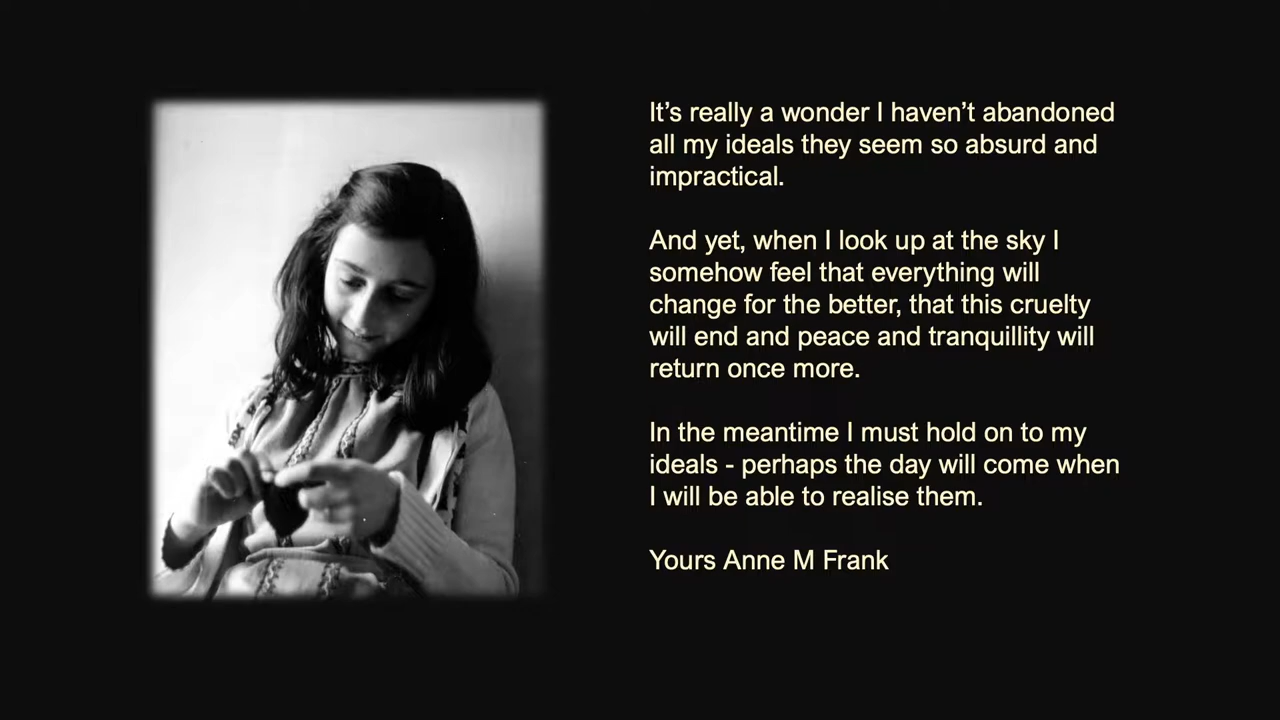 It’s really a wonder I haven’t abandoned
all my ideals they seem so absurd and
impractical.
And yet, when I look up at the sky I
somehow feel that everything will
change for the better, that this cruelty
will end and peace and tranquillity will
return once more.
In the meantime I must hold on to my
ideals - perhaps the day will come when
I will be able to realise them.
Yours Anne M Frank